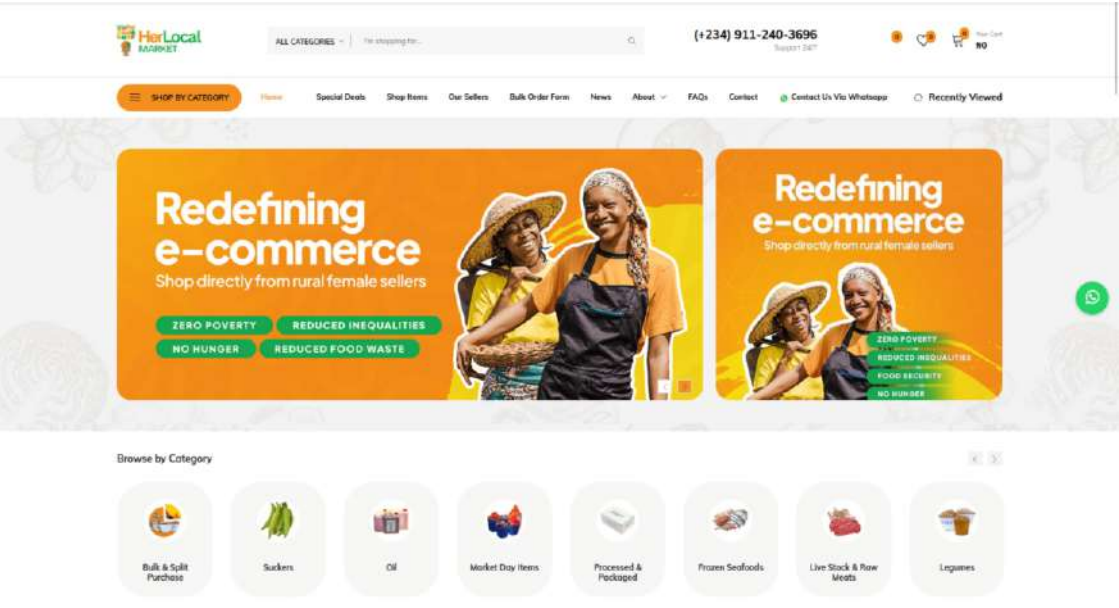 HerLocal
MARKET
ALL CATEGORIES
I'm shopping for...
(+234) 911-240-3696
Support 24/7
0
0
0
Your Cart
₦0
SHOP BY CATEGORY
Home
Special Deals
Shop Items
Our Sellers
Bulk Order Form
News
About
FAQs
Contact
Contact Us Via Whatsapp
Recently Viewed
Redefining
e-commerce
Shop directly from rural female sellers
ZERO POVERTY
REDUCED INEQUALITIES
NO HUNGER
REDUCED FOOD WASTE
Redefining
e-commerce
Shop directly from rural female sellers
ZERO POVERTY
REDUCED INEQUALITIES
FOOD SECURITY
NO HUNGER
Browse by Category
Bulk & Split
Purchase
Suckers
Oil
Market Day Items
Processed &
Packaged
Frozen Seafoods
Live Stock & Raw
Meats
Legumes